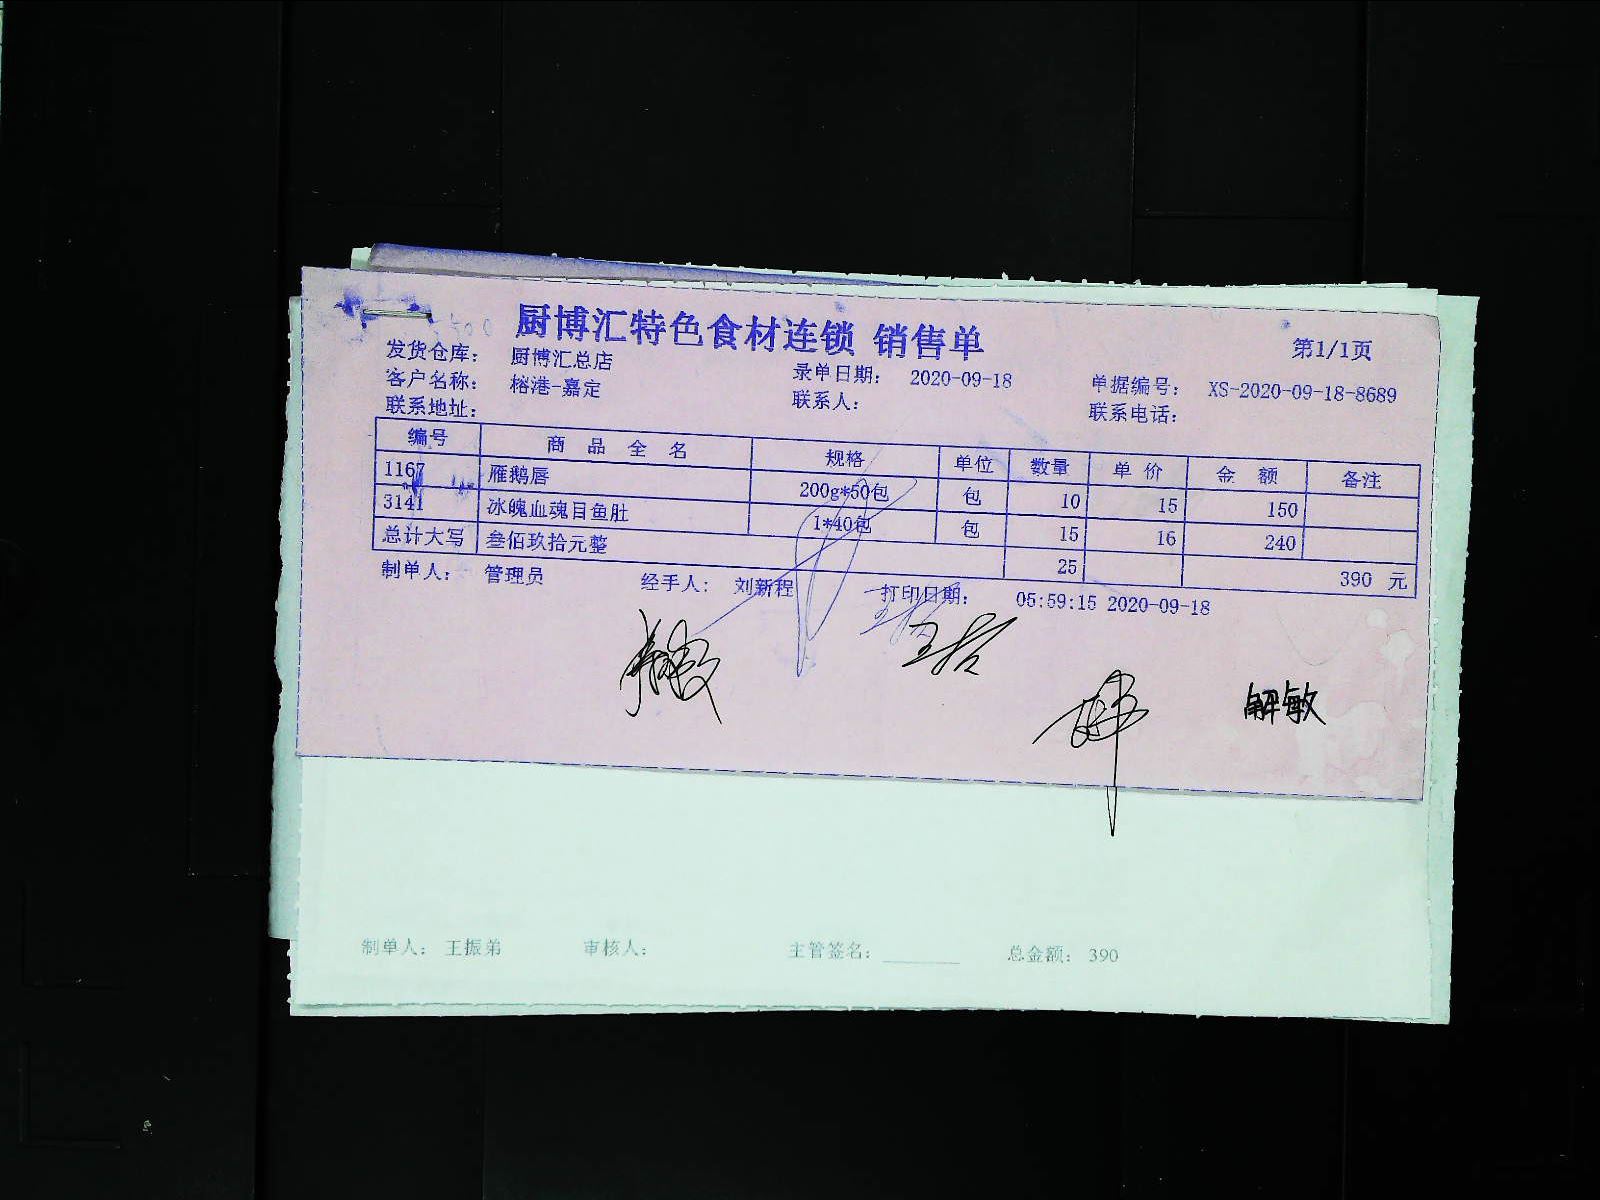 厨博汇特色食材连锁 销售单
第1/1页
发货仓库: 厨博汇总店 录单日期: 2020-09-18 单据编号: XS-2020-09-18-8689
客户名称: 榕港-嘉定 联系人: 联系电话:
联系地址:
编号 商品全名 规格 单位 数量 单价 金额 备注
1167 雁鹅唇 200g*50包 包 10 15 150
3141 冰魄血魂目鱼肚 1*40包 包 15 16 240
总计大写 叁佰玖拾元整 25 390 元
制单人: 管理员 经手人: 刘新程 打印日期: 05:59:15 2020-09-18
解敏
制单人: 王振弟 审核人: 主管签名: 总金额: 390